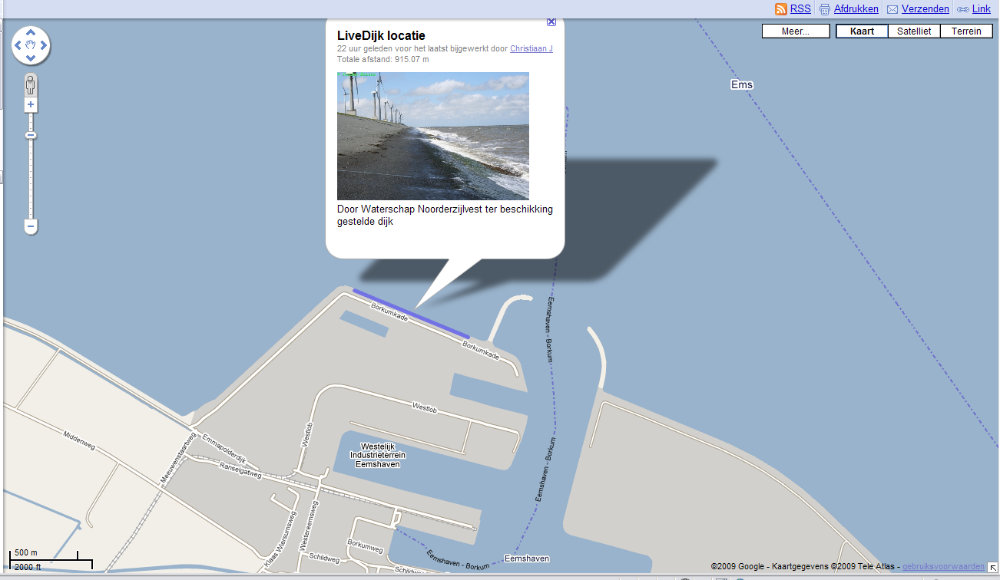 RSS Afdrukken Verzenden Link
Meer... Kaart Satelliet Terrein
LiveDijk locatie
22 uur geleden voor het laatst bijgewerkt door Christiaan J
Totale afstand: 915.07 m
Door Waterschap Noorderzijlvest ter beschikking
gestelde dijk
Ems
Borkumkade
Borkumkade
Eemshaven - Borkum
Westlob
Westlob
Middenweg
Meeuwenstaartweg
Emmapolderdijk
Ranselgatweg
Westelijk
Industrieterrein
Eemshaven
Eemshaven - Borkum
Klaas Wiersumsweg
Westereemsweg
Borkumweg
Schildweg
Schildweg
Eemshaven - Borkum
Eemshaven
500 m
2000 ft
©2009 Google - Kaartgegevens ©2009 Tele Atlas - gebruiksvoorwaarden